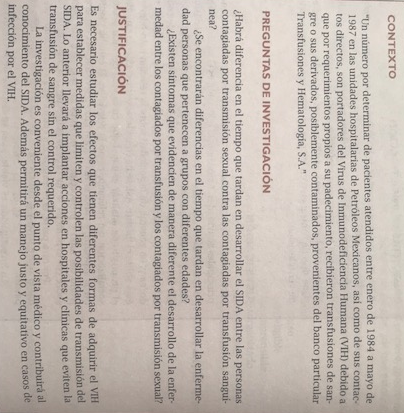 CONTEXTO
"Un número por determinar de pacientes atendidos entre enero de 1984 a mayo de
1987 en las unidades hospitalarias de Petróleos Mexicanos, así como de sus contac-
tos directos, son portadores del Virus de Inmunodeficiencia Humana (VIH) debido a
que por requerimientos propios a su padecimiento, recibieron transfusiones de san-
gre o sus derivados, posiblemente contaminados, provenientes del banco particular
Transfusiones y Hematología, S.A."
PREGUNTAS DE INVESTIGACIÓN
¿Habrá diferencia en el tiempo que tardan en desarrollar el SIDA entre las personas
contagiadas por transmisión sexual contra las contagiadas por transfusión sanguí-
nea?
¿Se encontrarán diferencias en el tiempo que tardan en desarrollar la enferme-
dad personas que pertenecen a grupos con diferentes edades?
¿Existen síntomas que evidencien de manera diferente el desarrollo de la enfer-
medad entre los contagiados por transfusión y los contagiados por transmisión sexual?
JUSTIFICACIÓN
Es necesario estudiar los efectos que tienen diferentes formas de adquirir el VIH
para establecer medidas que limiten y controlen las posibilidades de transmisión del
SIDA. Lo anterior llevará a implantar acciones en hospitales y clínicas que eviten la
transfusión de sangre sin el control requerido.
La investigación es conveniente desde el punto de vista médico y contribuirá al
conocimiento del SIDA. Además permitirá un manejo justo y equitativo en casos de
infección por el VIH.